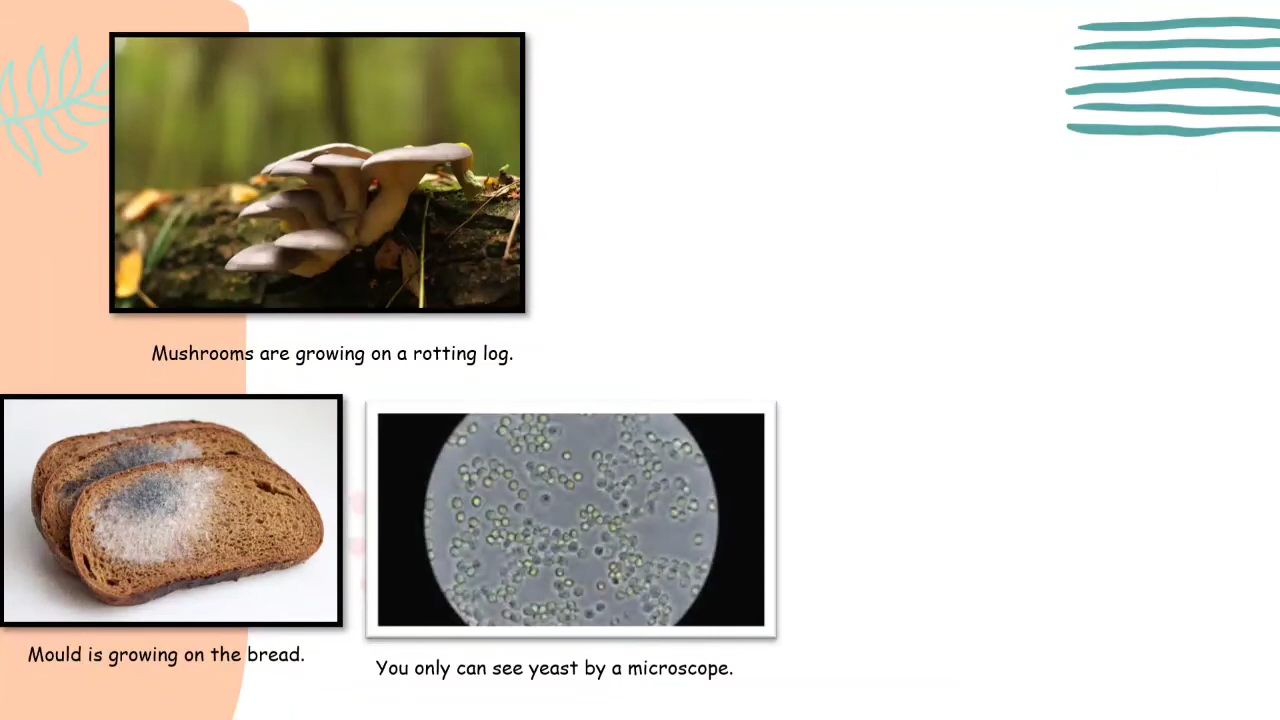 Mushrooms are growing on a rotting log.
Mould is growing on the bread.
You only can see yeast by a microscope.